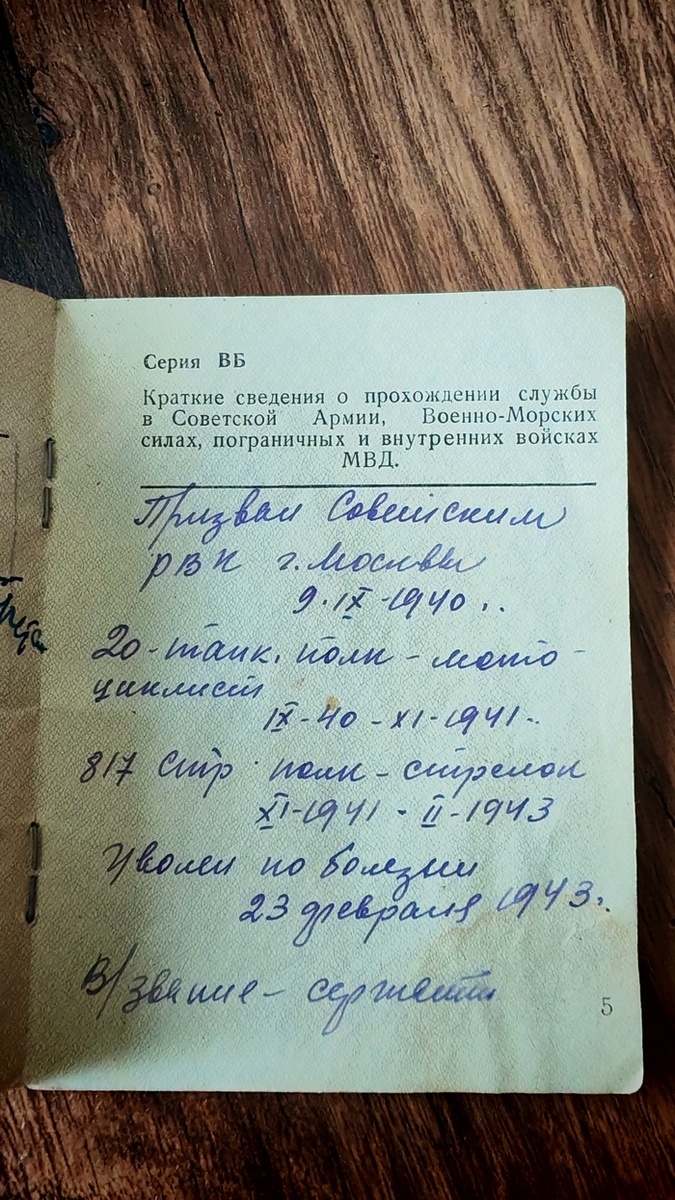 Серия ВБ
Краткие сведения о прохождении службы
в Советской Армии, Военно-Морских
силах, пограничных и внутренних войсках
МВД.
Призван Советским
РВК г. Москвы
9·IX-1940..
20-танк. полк - мото-
циклист
IX-40-XI-1941.
817 Стр. полк - стрелок
XI-1941 - II-1943
Уволен по болезни
23 февраля 1943.
В/звание - сержант
5